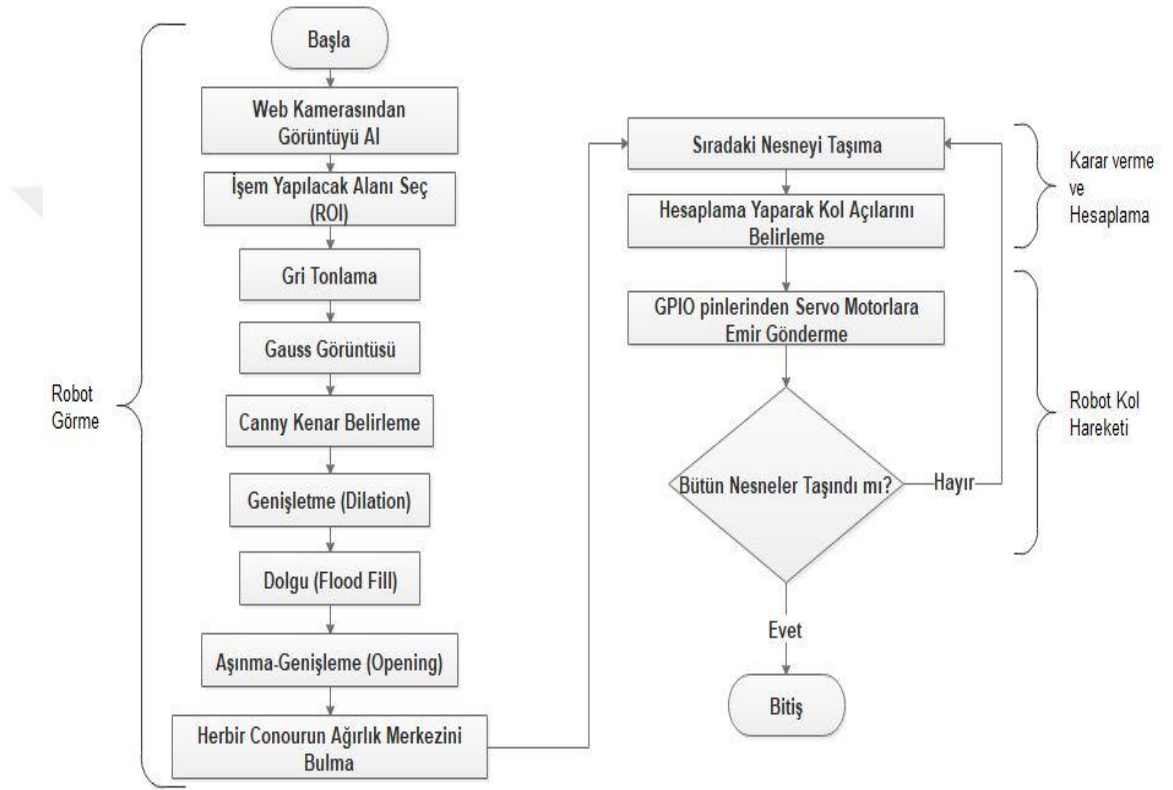 Başla
Web Kamerasından
Görüntüyü Al
İşem Yapılacak Alanı Seç
(ROI)
Gri Tonlama
Gauss Görüntüsü
Canny Kenar Belirleme
Genişletme (Dilation)
Dolgu (Flood Fill)
Aşınma-Genişleme (Opening)
Herbir Conourun Ağırlık Merkezini
Bulma
Robot
Görme
Sıradaki Nesneyi Taşıma
Hesaplama Yaparak Kol Açılarını
Belirleme
GPIO pinlerinden Servo Motorlara
Emir Gönderme
Bütün Nesneler Taşındı mı?
Hayır
Evet
Bitiş
Karar verme
ve
Hesaplama
Robot Kol
Hareketi